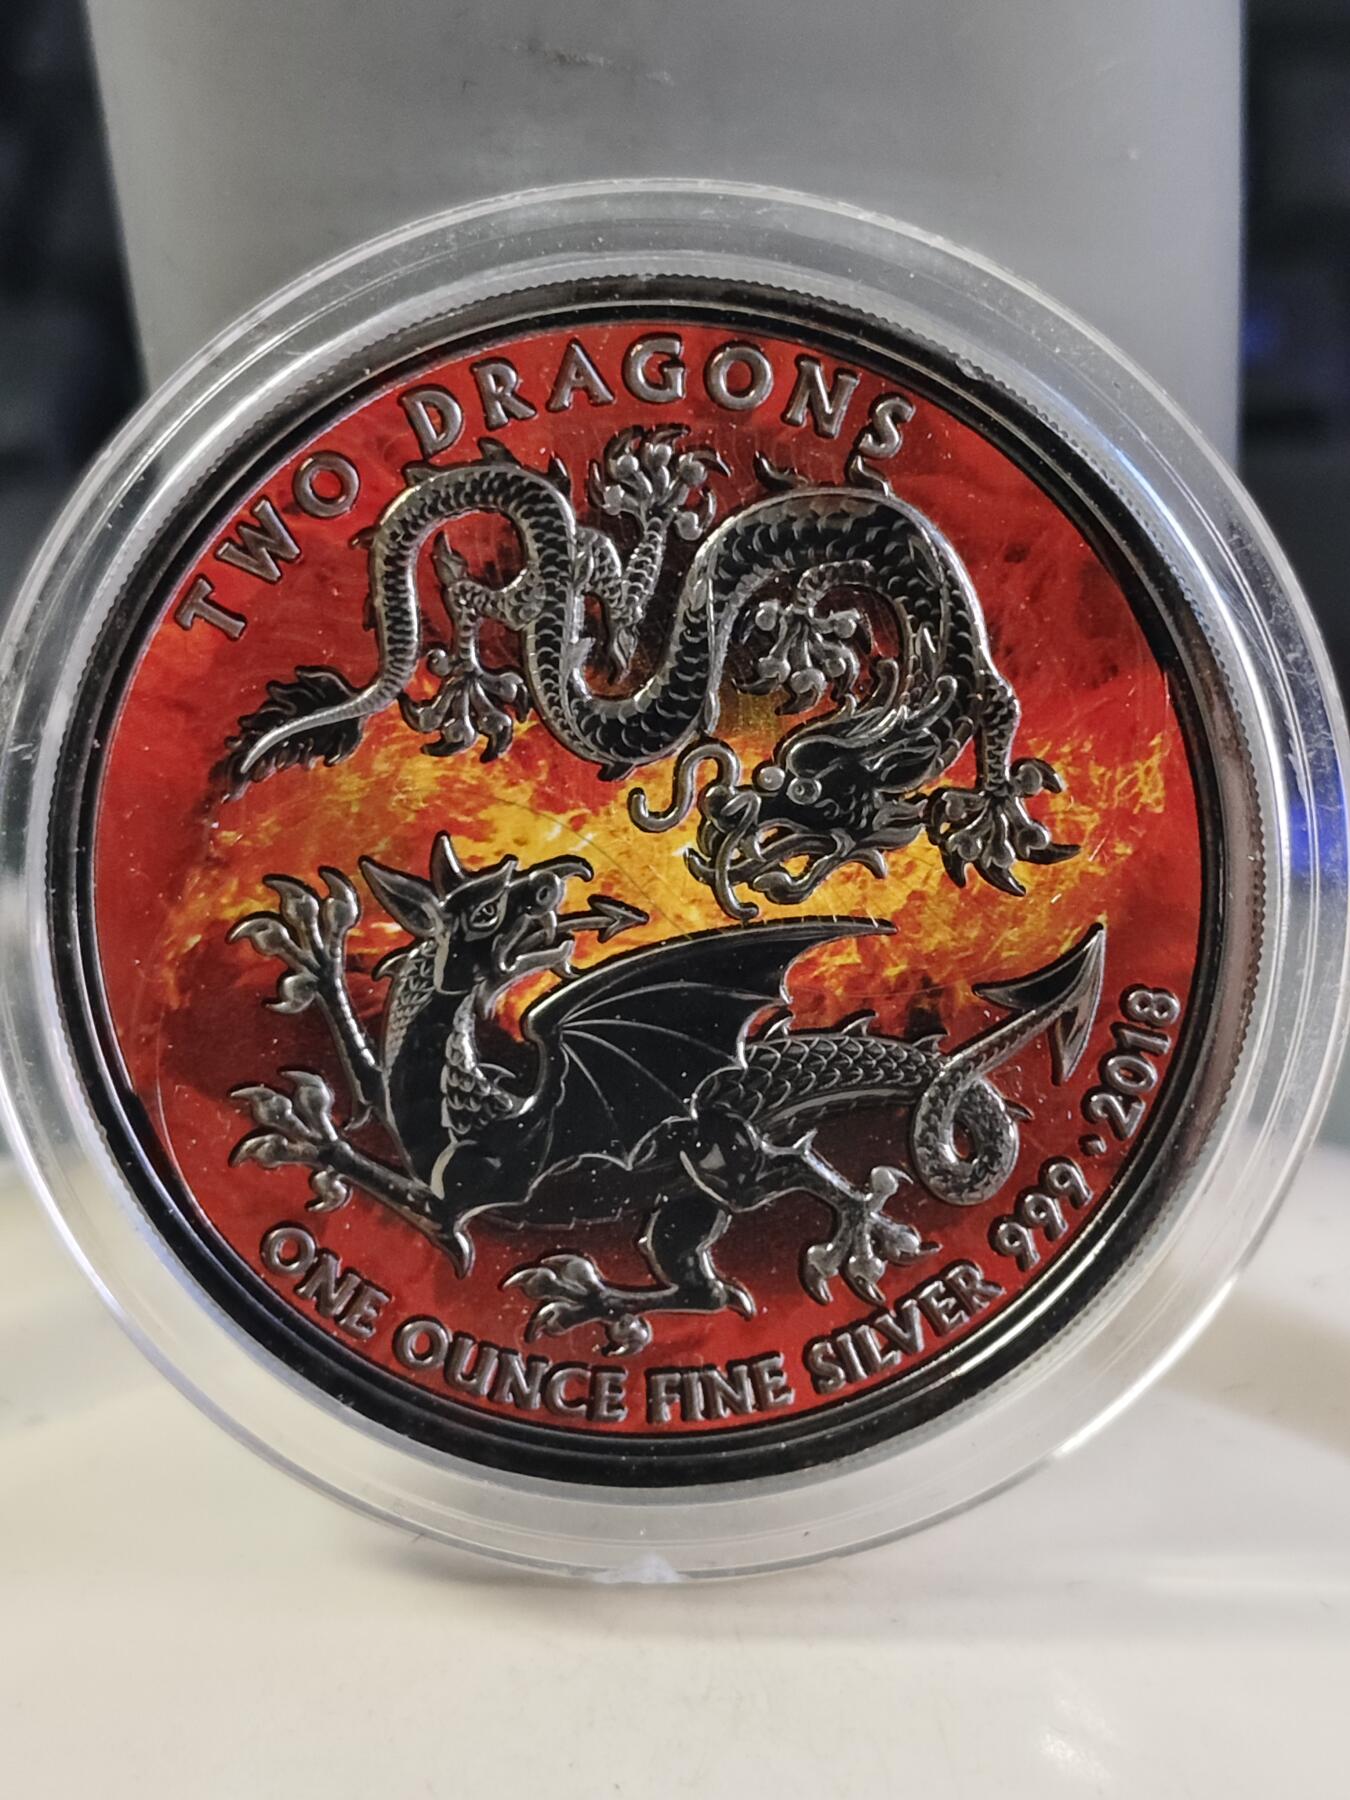 TWO DRAGONS
ONE OUNCE FINE SILVER 999 · 2018